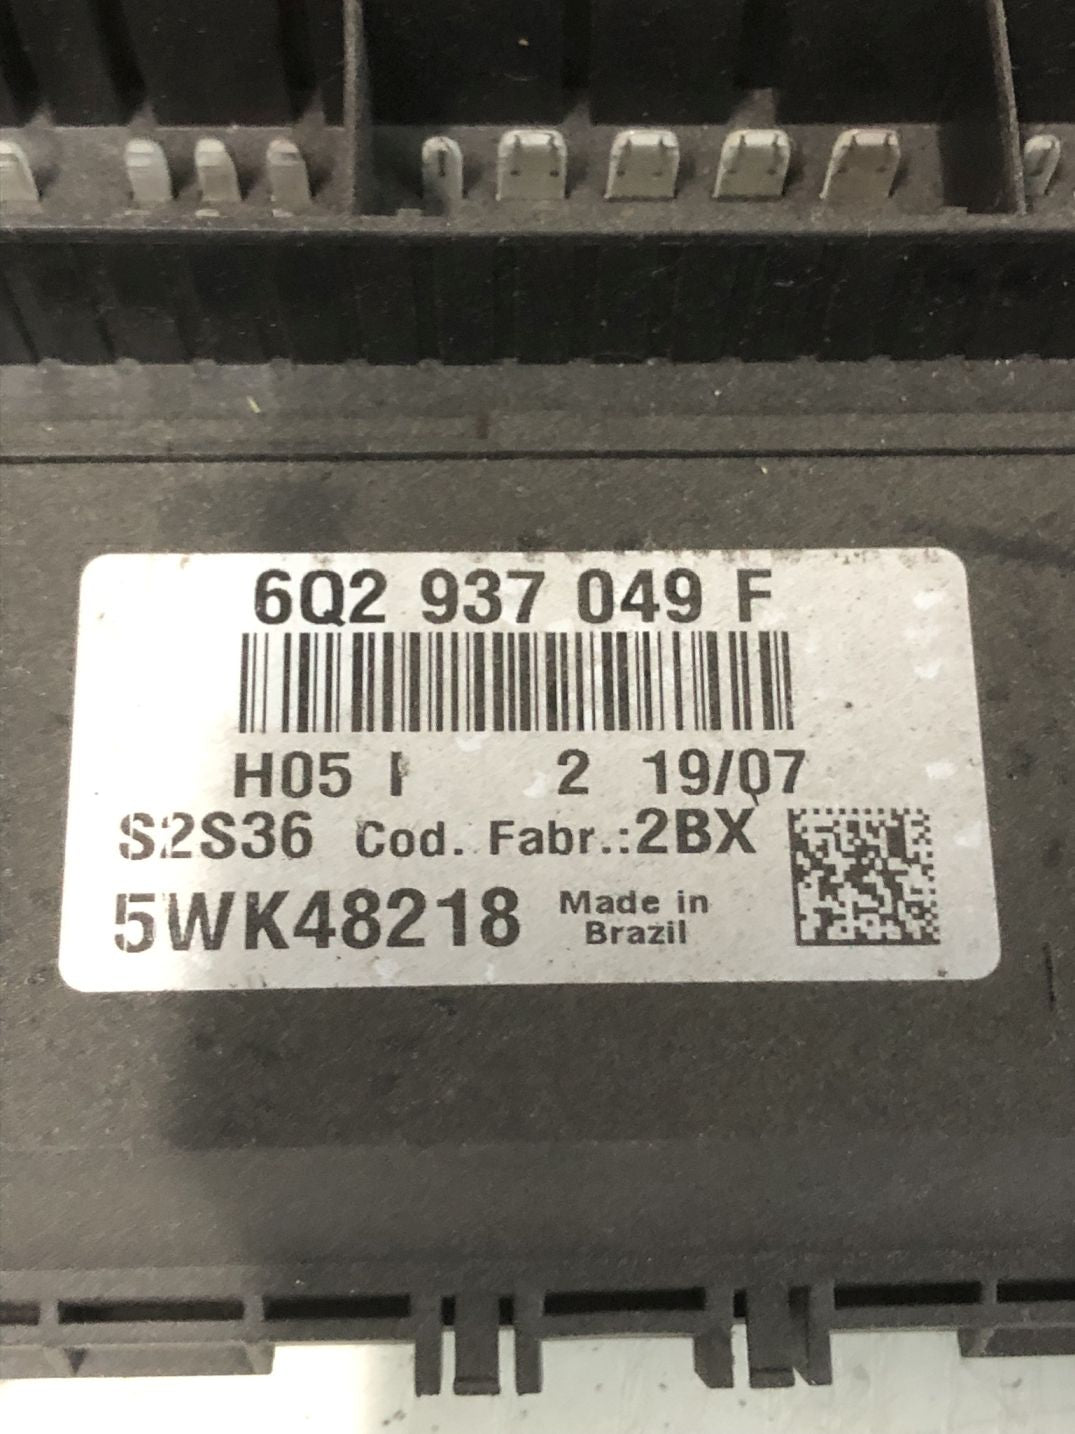 6Q2 937 049 F
H05 2 19/07
S2S36 Cod. Fabr.:2BX
5WK48218 Made in
Brazil